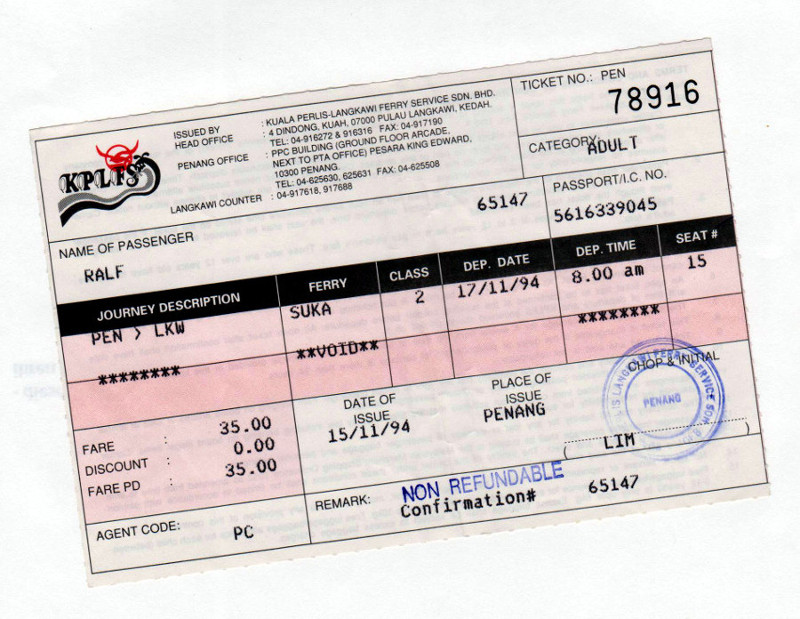 KPLFS
ISSUED BY : KUALA PERLIS-LANGKAWI FERRY SERVICE SDN. BHD.
HEAD OFFICE : 4 DINDONG, KUAH, 07000 PULAU LANGKAWI, KEDAH.
TEL: 04-916272 & 916316 FAX: 04-917190
PENANG OFFICE : PPC BUILDING (GROUND FLOOR ARCADE,
NEXT TO PTA OFFICE) PESARA KING EDWARD,
10300 PENANG.
TEL: 04-625630, 625631 FAX: 04-625508
LANGKAWI COUNTER : 04-917618, 917688
TICKET NO.: PEN
78916
CATEGORY:
ADULT
65147
PASSPORT/I.C. NO.
5616339045
NAME OF PASSENGER
RALF
JOURNEY DESCRIPTION FERRY CLASS DEP. DATE DEP. TIME SEAT #
PEN > LKW SUKA 2 17/11/94 8.00 am 15
******** **VOID** ********
FARE : 35.00
DISCOUNT : 0.00
FARE PD : 35.00
DATE OF
ISSUE
15/11/94
PLACE OF
ISSUE
PENANG
CHOP & INITIAL
LIS LANGKAWI FERRY SERVICE SDN.
PENANG
( LIM )
AGENT CODE: PC
REMARK: NON REFUNDABLE
Confirmation# 65147